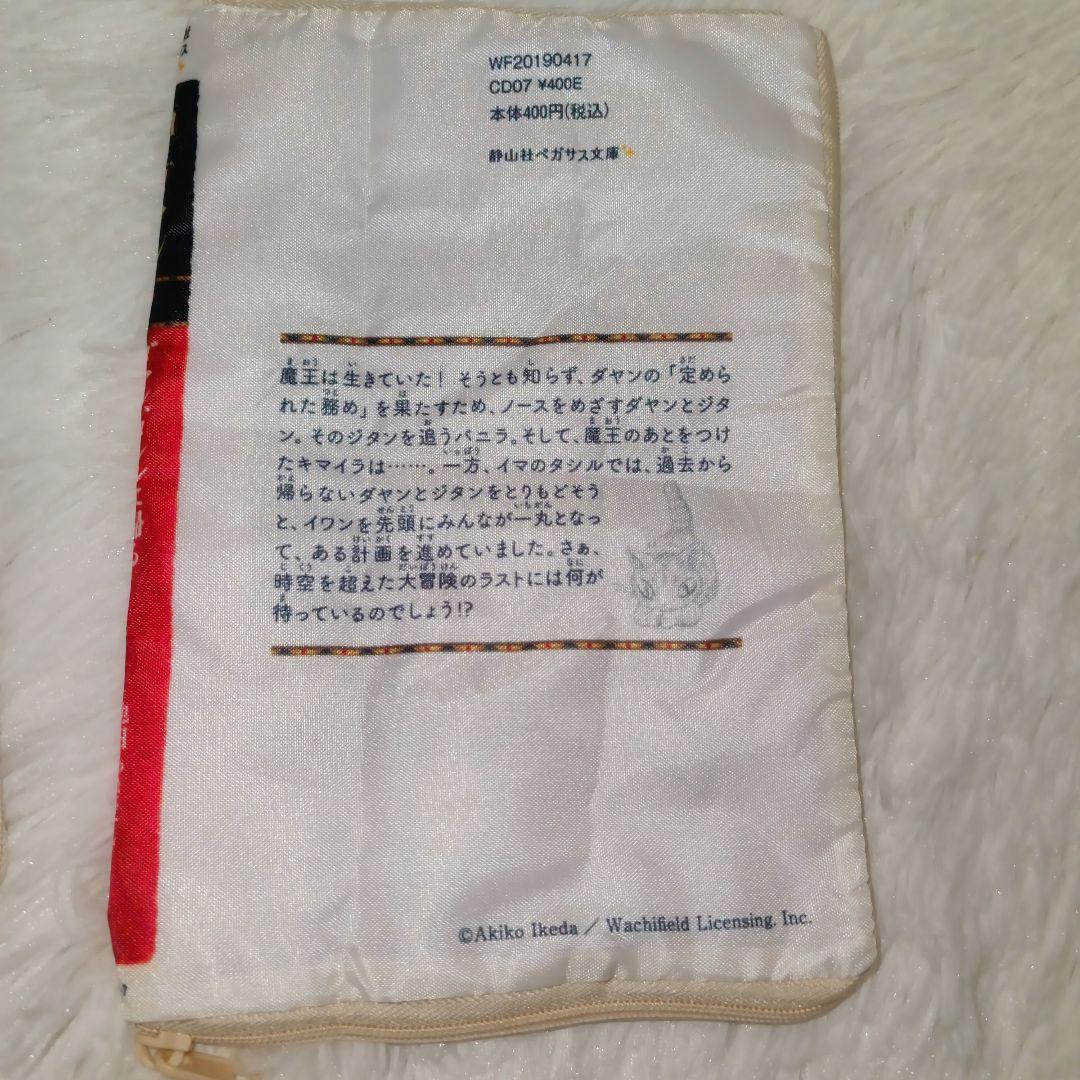 WF20190417
CD07 ¥400E
本体400円(税込)
静山社ペガサス文庫
魔王は生きていた! そうとも知らず、ダヤンの「定めら
れた務め」を果たすため、ノースをめざすダヤンとジタ
ン。そのジタンを追うバニラ。そして、魔王のあとをつけ
たキマイラは……。一方、イマのタシルでは、過去から
帰らないダヤンとジタンをとりもどそう
と、イワンを先頭にみんなが一丸となっ
て、ある計画を進めていました。さぁ、
時空を超えた大冒険のラストには何が
待っているのでしょう!?
©Akiko Ikeda / Wachifield Licensing, Inc.